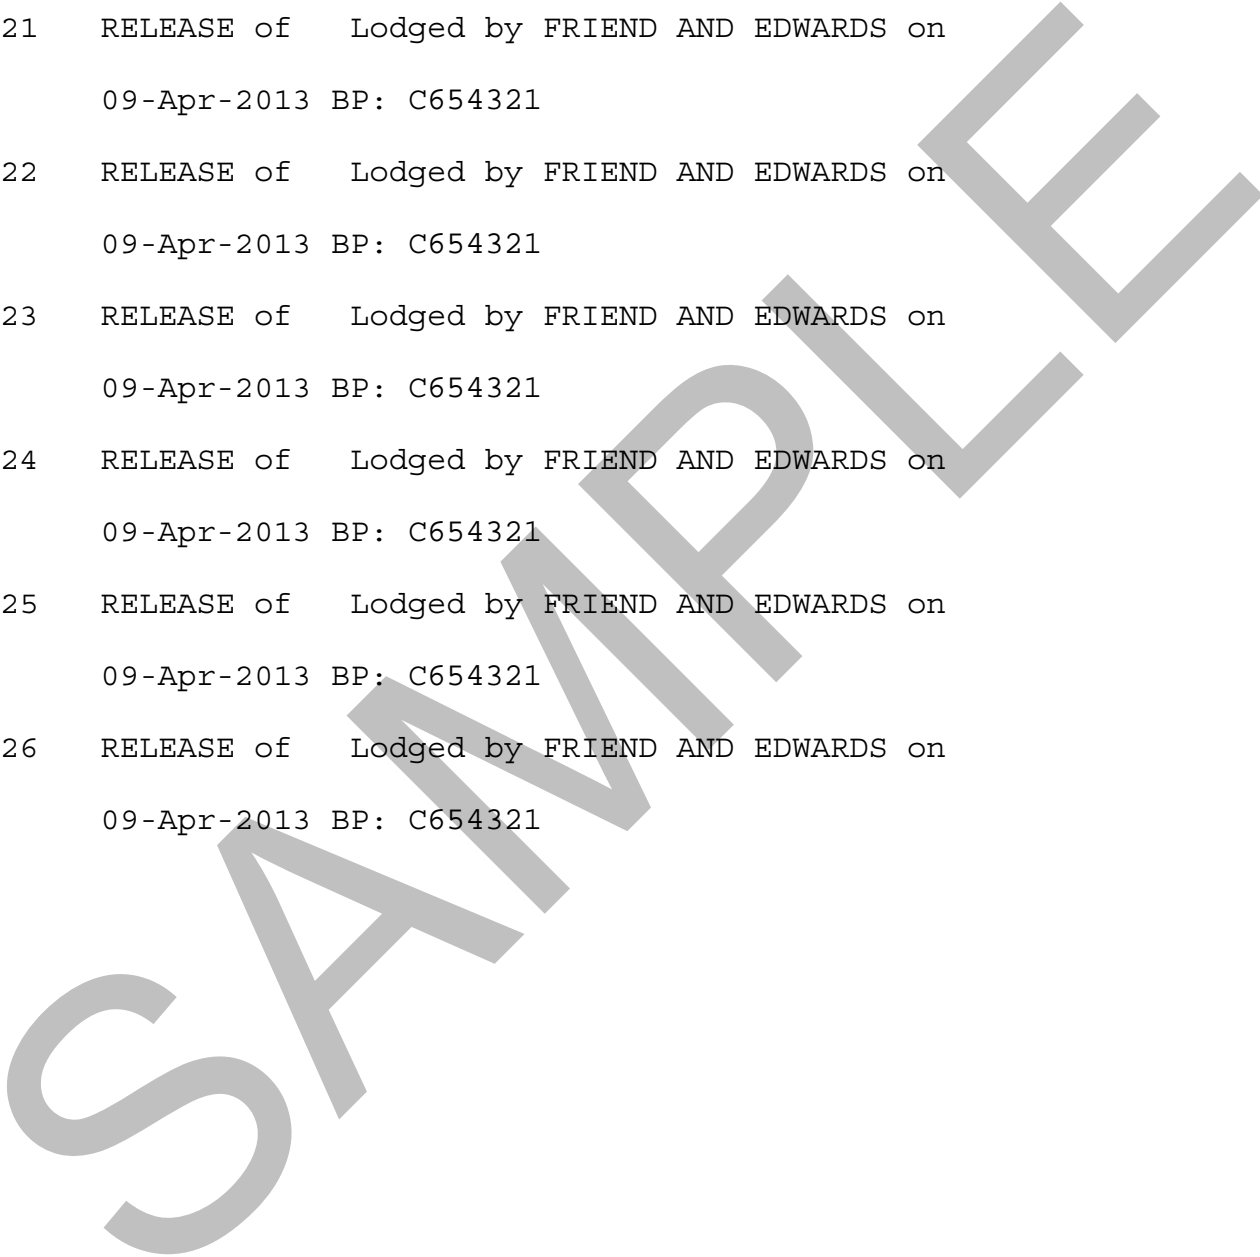 21 RELEASE of Lodged by FRIEND AND EDWARDS on
09-Apr-2013 BP: C654321
22 RELEASE of Lodged by FRIEND AND EDWARDS on
09-Apr-2013 BP: C654321
23 RELEASE of Lodged by FRIEND AND EDWARDS on
09-Apr-2013 BP: C654321
24 RELEASE of Lodged by FRIEND AND EDWARDS on
09-Apr-2013 BP: C654321
25 RELEASE of Lodged by FRIEND AND EDWARDS on
09-Apr-2013 BP: C654321
26 RELEASE of Lodged by FRIEND AND EDWARDS on
09-Apr-2013 BP: C654321
SAMPLE